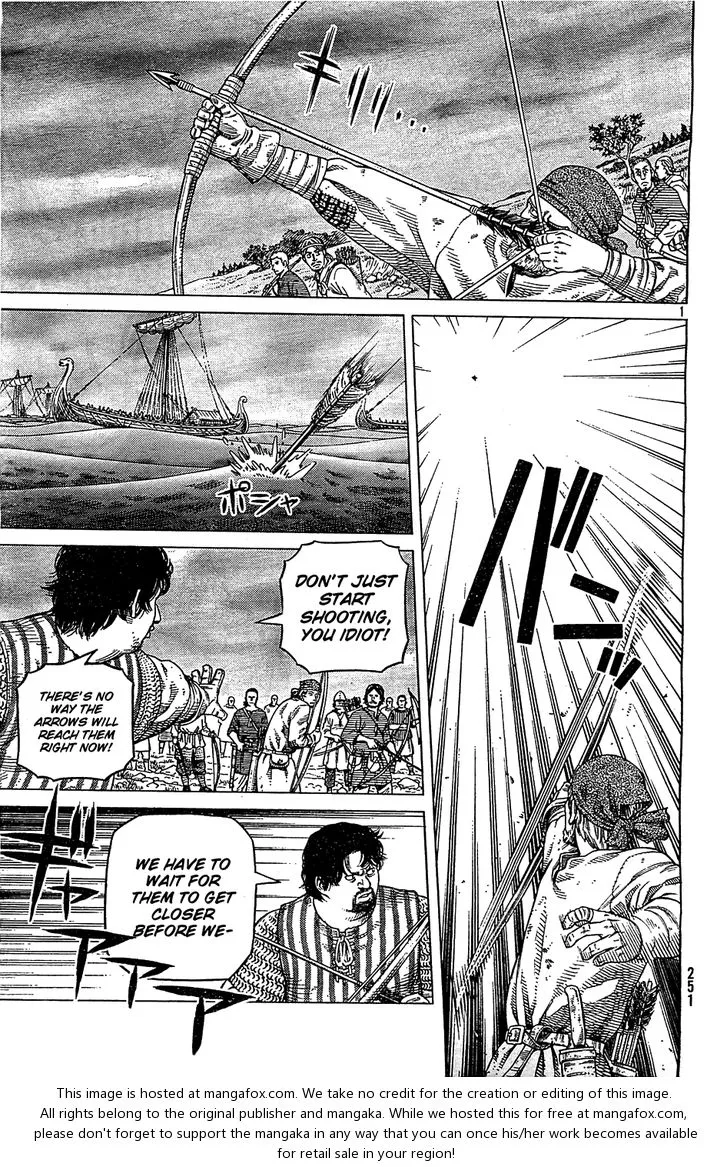 ギリリ…
1
バーン
ポシャ
DON'T JUST
START
SHOOTING,
YOU IDIOT!
THERE'S NO
WAY THE
ARROWS WILL
REACH THEM
RIGHT NOW!
WE HAVE TO
WAIT FOR
THEM TO GET
CLOSER
BEFORE WE-
ギャアアア
251
This image is hosted at mangafox.com. We take no credit for the creation or editing of this image.
All rights belong to the original publisher and mangaka. While we hosted this for free at mangafox.com,
please don't forget to support the mangaka in any way that you can once his/her work becomes available
for retail sale in your region!